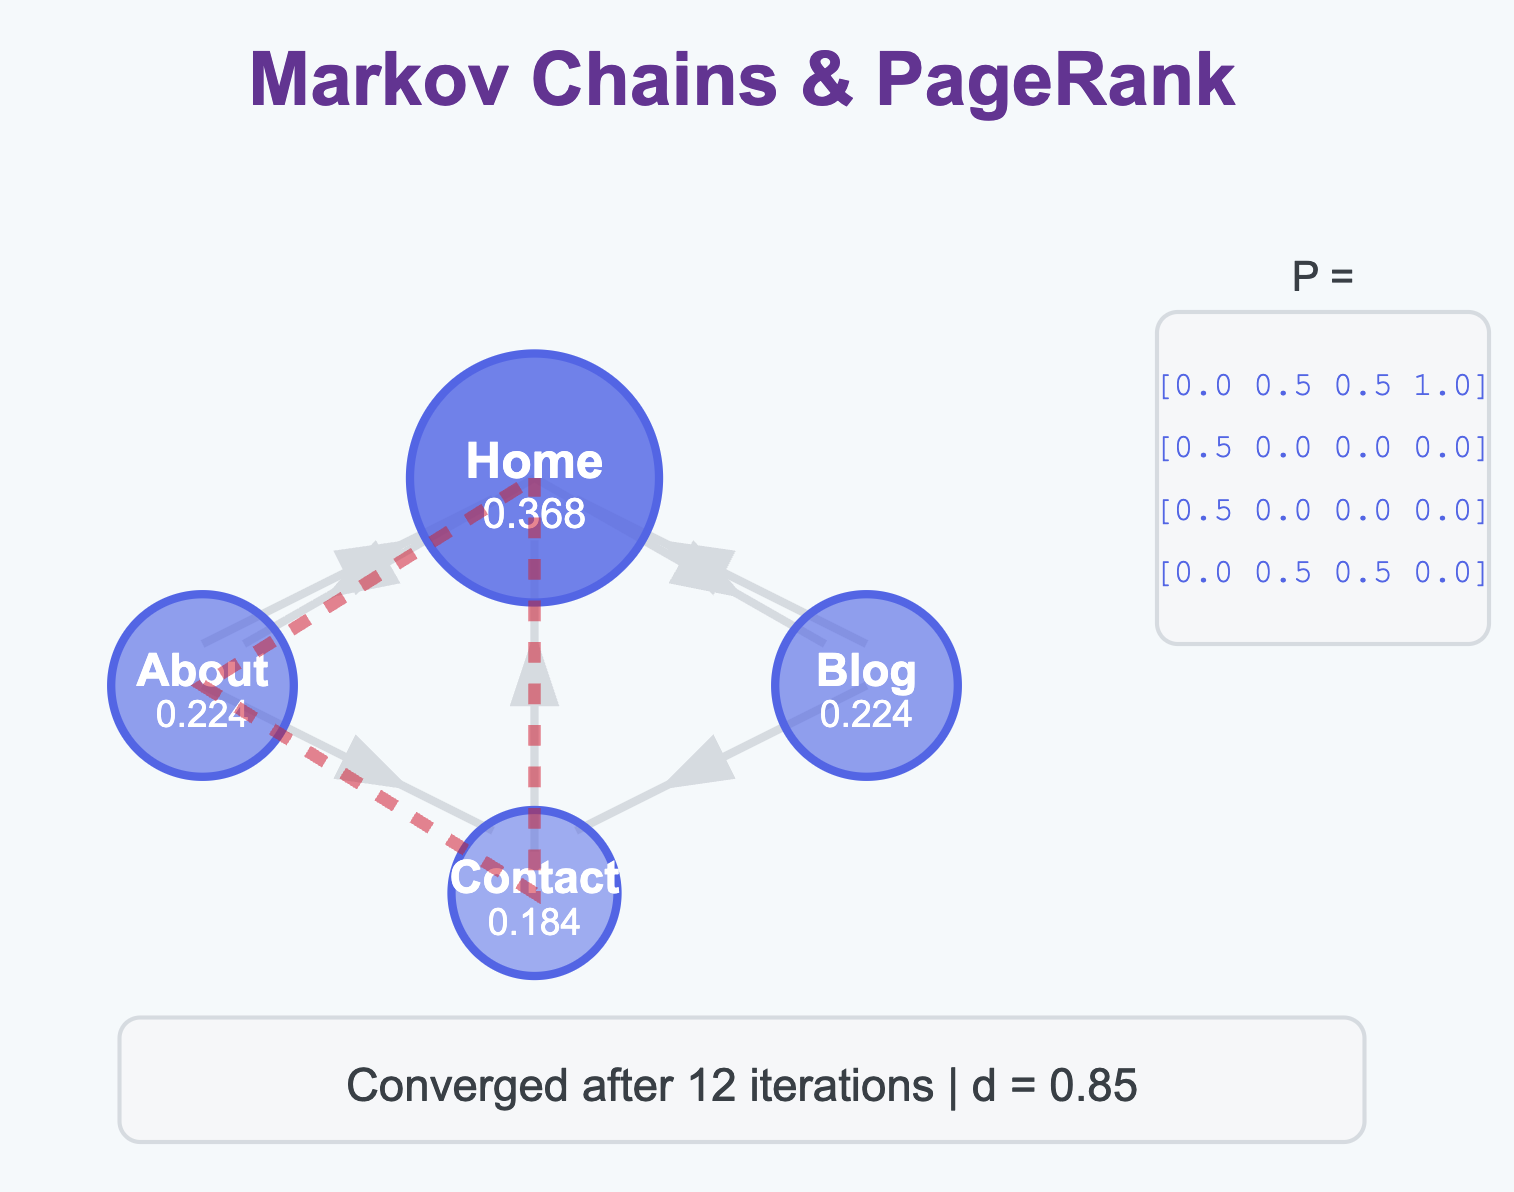 Markov Chains & PageRank
P =
[0.0 0.5 0.5 1.0]
[0.5 0.0 0.0 0.0]
[0.5 0.0 0.0 0.0]
[0.0 0.5 0.5 0.0]
Home
0.368
About
0.224
Blog
0.224
Contact
0.184
Converged after 12 iterations | d = 0.85